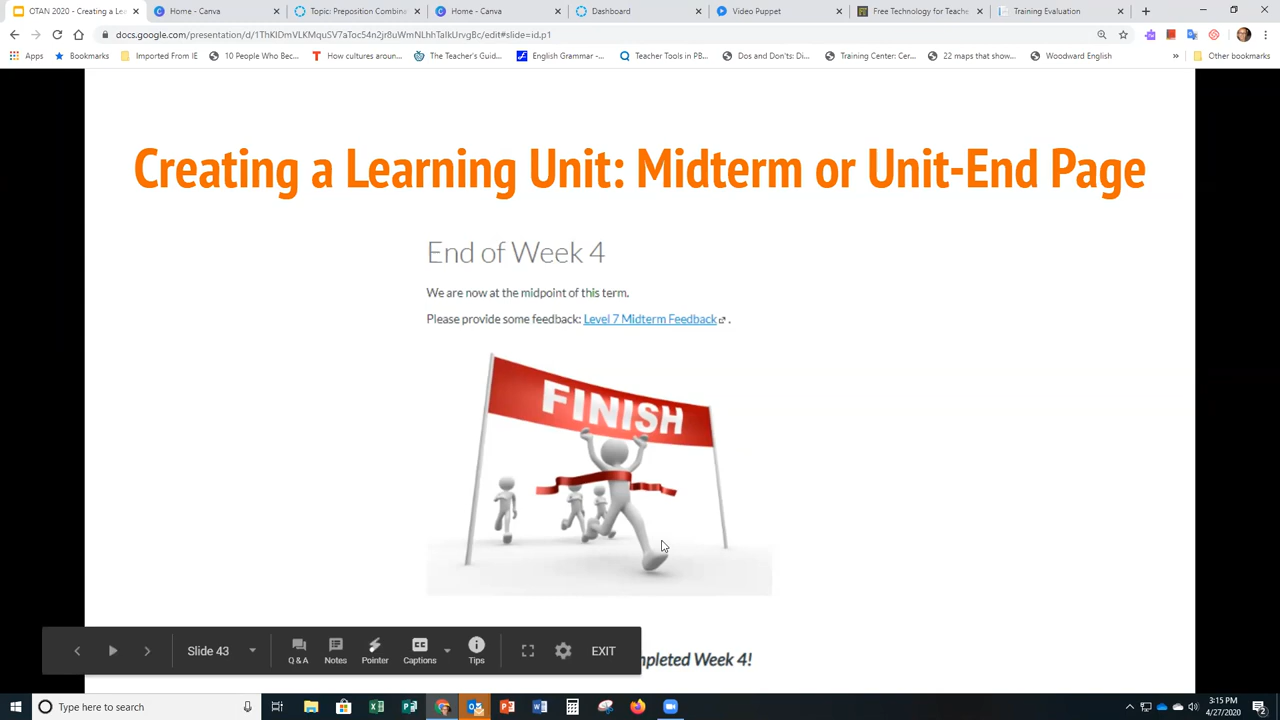 OTAN 2020 - Creating a Lea
Home - Canva
Topic Preposition Combina
Home - Canva
Dashboard
Video Puppet
Free Technology for Teache
Training Evaluation
docs.google.com/presentation/d/1ThKIDmVLKMquSV7aToc54n2jr8uWmNLhhTalkUrvgBc/edit#slide=id.p1
Apps
Bookmarks
Imported From IE
10 People Who Bec...
How cultures aroun...
The Teacher's Guid...
English Grammar -...
Teacher Tools in PB...
Dos and Don'ts: Di...
Training Center: Cer...
22 maps that show...
Woodward English
»
Other bookmarks
Creating a Learning Unit: Midterm or Unit-End Page
End of Week 4
We are now at the midpoint of this term.
Please provide some feedback: Level 7 Midterm Feedback .
FINISH
Slide 43
Q & A
Notes
Pointer
Captions
Tips
EXIT
Week 4!
Type here to search
3:15 PM
4/27/2020
2